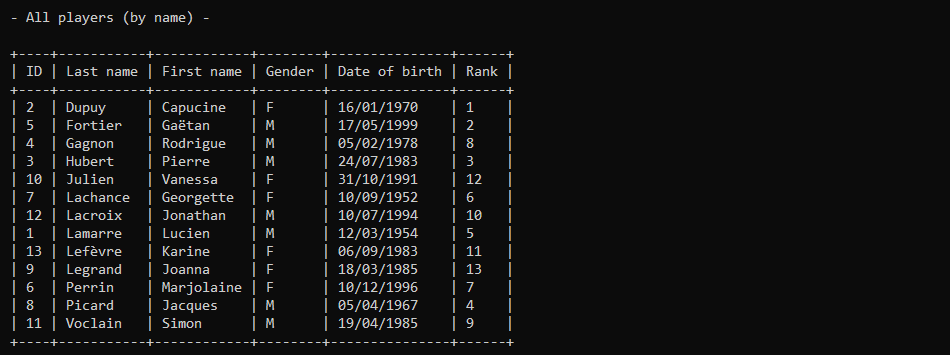 - All players (by name) -
+----+-----------+------------+--------+---------------+------+
| ID | Last name | First name | Gender | Date of birth | Rank |
+----+-----------+------------+--------+---------------+------+
| 2  | Dupuy     | Capucine   | F      | 16/01/1970    | 1    |
| 5  | Fortier   | Gaëtan     | M      | 17/05/1999    | 2    |
| 4  | Gagnon    | Rodrigue   | M      | 05/02/1978    | 8    |
| 3  | Hubert    | Pierre     | M      | 24/07/1983    | 3    |
| 10 | Julien    | Vanessa    | F      | 31/10/1991    | 12   |
| 7  | Lachance  | Georgette  | F      | 10/09/1952    | 6    |
| 12 | Lacroix   | Jonathan   | M      | 10/07/1994    | 10   |
| 1  | Lamarre   | Lucien     | M      | 12/03/1954    | 5    |
| 13 | Lefèvre   | Karine     | F      | 06/09/1983    | 11   |
| 9  | Legrand   | Joanna     | F      | 18/03/1985    | 13   |
| 6  | Perrin    | Marjolaine | F      | 10/12/1996    | 7    |
| 8  | Picard    | Jacques    | M      | 05/04/1967    | 4    |
| 11 | Voclain   | Simon      | M      | 19/04/1985    | 9    |
+----+-----------+------------+--------+---------------+------+